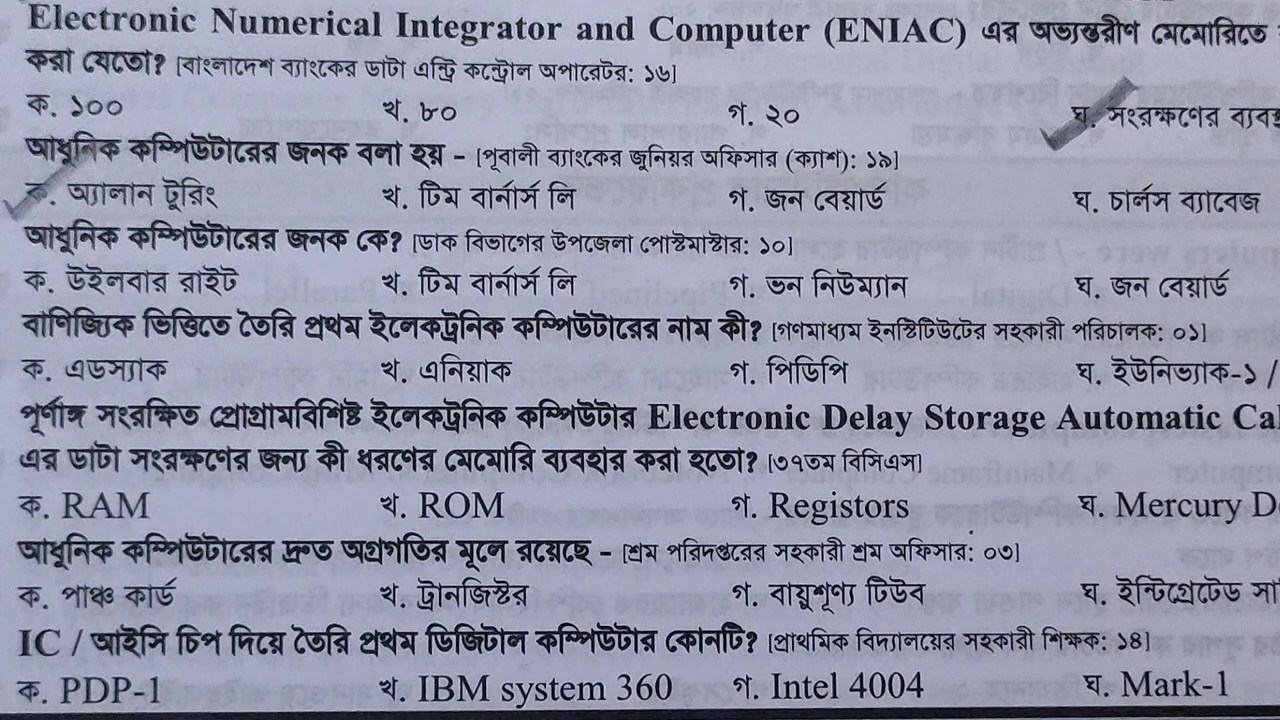 Electronic Numerical Integrator and Computer (ENIAC) এর অভ্যন্তরীণ মেমোরিতে
করা যেতো? [বাংলাদেশ ব্যাংকের ডাটা এন্ট্রি কন্ট্রোল অপারেটর: ১৬]
ক. ১০০ খ. ৮০ গ. ২০ ঘ. সংরক্ষণের ব্যবস্থ
আধুনিক কম্পিউটারের জনক বলা হয় – [পূবালী ব্যাংকের জুনিয়র অফিসার (ক্যাশ): ১৯]
ক. অ্যালান টুরিং খ. টিম বার্নার্স লি গ. জন বেয়ার্ড ঘ. চার্লস ব্যাবেজ
আধুনিক কম্পিউটারের জনক কে? [ডাক বিভাগের উপজেলা পোস্টমাস্টার: ১০]
ক. উইলবার রাইট খ. টিম বার্নার্স লি গ. ভন নিউম্যান ঘ. জন বেয়ার্ড
বাণিজ্যিক ভিত্তিতে তৈরি প্রথম ইলেকট্রনিক কম্পিউটারের নাম কী? [গণমাধ্যম ইনস্টিটিউটের সহকারী পরিচালক: ০১]
ক. এডস্যাক খ. এনিয়াক গ. পিডিপি ঘ. ইউনিভ্যাক-১ /
পূর্ণাঙ্গ সংরক্ষিত প্রোগ্রামবিশিষ্ট ইলেকট্রনিক কম্পিউটার Electronic Delay Storage Automatic Cal
এর ডাটা সংরক্ষণের জন্য কী ধরণের মেমোরি ব্যবহার করা হতো? [৩৭তম বিসিএস]
ক. RAM খ. ROM গ. Registors ঘ. Mercury D
আধুনিক কম্পিউটারের দ্রুত অগ্রগতির মূলে রয়েছে – [শ্রম পরিদপ্তরের সহকারী শ্রম অফিসার: ০৩]
ক. পাঞ্চ কার্ড খ. ট্রানজিস্টর গ. বায়ুশূণ্য টিউব ঘ. ইন্টিগ্রেটেড সা
IC / আইসি চিপ দিয়ে তৈরি প্রথম ডিজিটাল কম্পিউটার কোনটি? [প্রাথমিক বিদ্যালয়ের সহকারী শিক্ষক: ১৪]
ক. PDP-1 খ. IBM system 360 গ. Intel 4004 ঘ. Mark-1